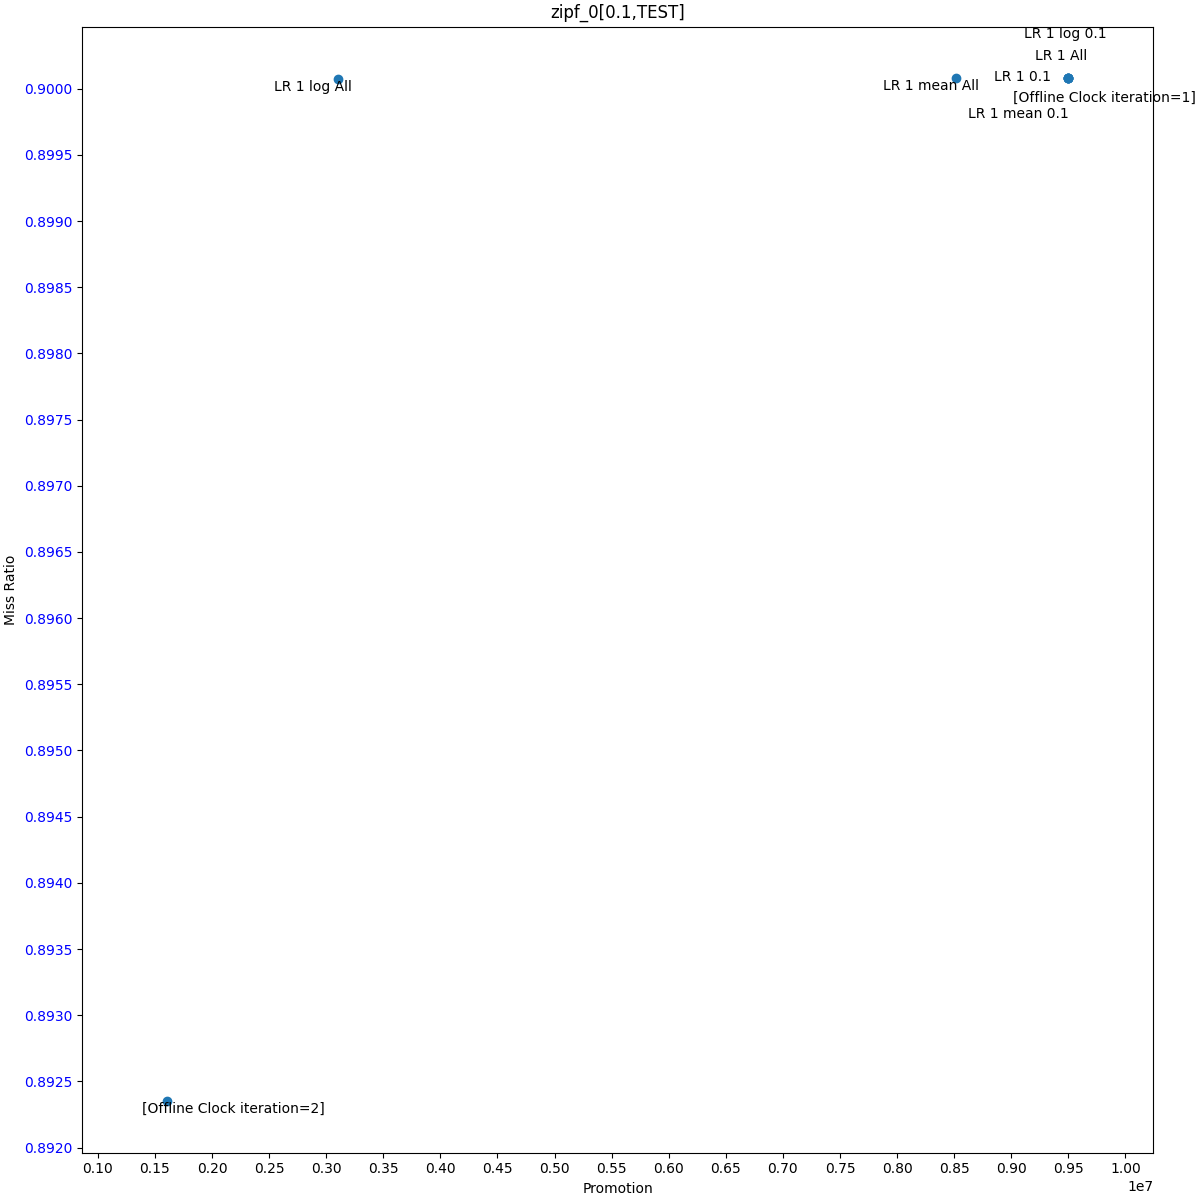 zipf_0[0.1,TEST]
LR 1 log 0.1
LR 1 All
LR 1 0.1
LR 1 log All
LR 1 mean All
[Offline Clock iteration=1]
LR 1 mean 0.1
[Offline Clock iteration=2]
Miss Ratio
0.9000
0.8995
0.8990
0.8985
0.8980
0.8975
0.8970
0.8965
0.8960
0.8955
0.8950
0.8945
0.8940
0.8935
0.8930
0.8925
0.8920
0.10 0.15 0.20 0.25 0.30 0.35 0.40 0.45 0.50 0.55 0.60 0.65 0.70 0.75 0.80 0.85 0.90 0.95 1.00
1e7
Promotion